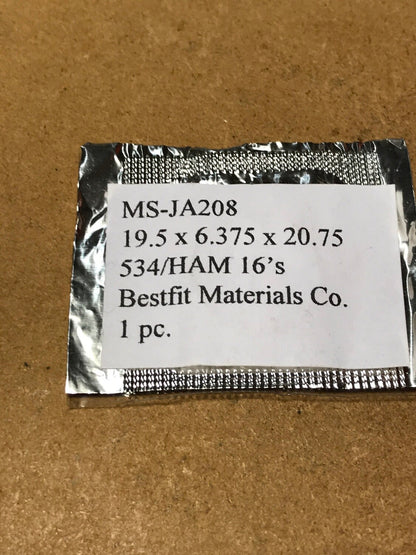 MS-JA208
19.5 x 6.375 x 20.75
534/HAM 16's
Bestfit Materials Co.
1 pc.